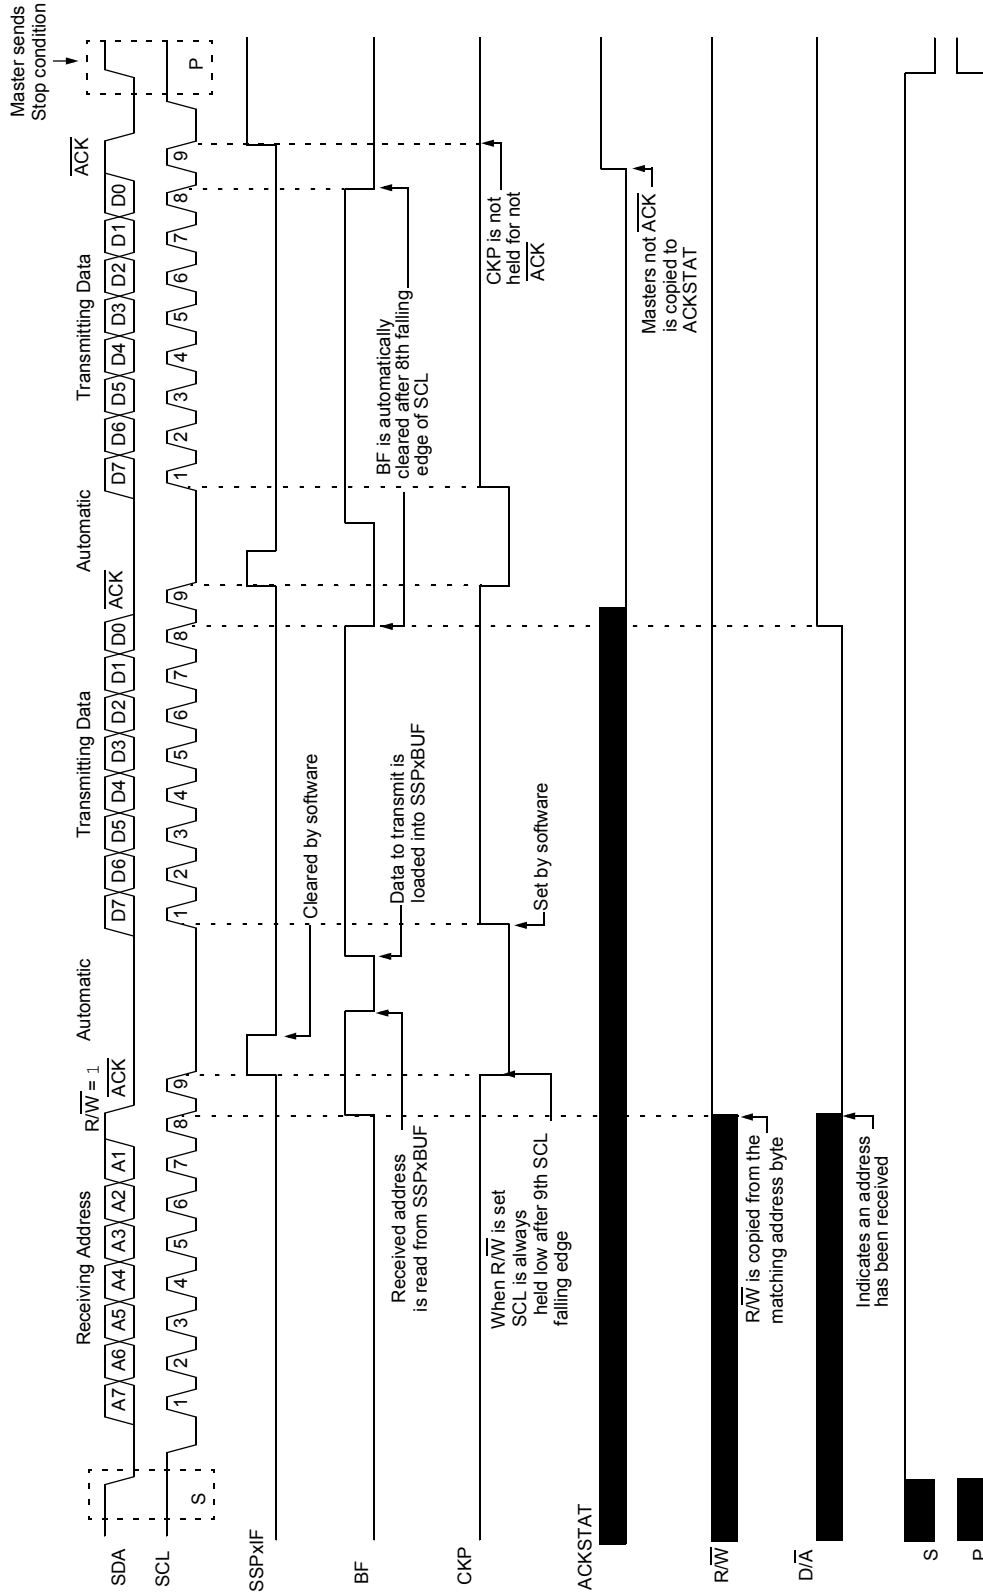 Master sends
Stop condition
Receiving Address
R/W = 1
ACK
Automatic
Transmitting Data
ACK
Automatic
Transmitting Data
ACK
SDA
A7 A6 A5 A4 A3 A2 A1
D7 D6 D5 D4 D3 D2 D1 D0
D7 D6 D5 D4 D3 D2 D1 D0
SCL
S
1 2 3 4 5 6 7 8 9
1 2 3 4 5 6 7 8 9
1 2 3 4 5 6 7 8 9
P
SSPxIF
Cleared by software
BF
Received address
is read from SSPxBUF
Data to transmit is
loaded into SSPxBUF
BF is automatically
cleared after 8th falling
edge of SCL
CKP
When R/W is set
SCL is always
held low after 9th SCL
falling edge
Set by software
CKP is not
held for not
ACK
ACKSTAT
Masters not ACK
is copied to
ACKSTAT
R/W
R/W is copied from the
matching address byte
D/A
Indicates an address
has been received
S
P